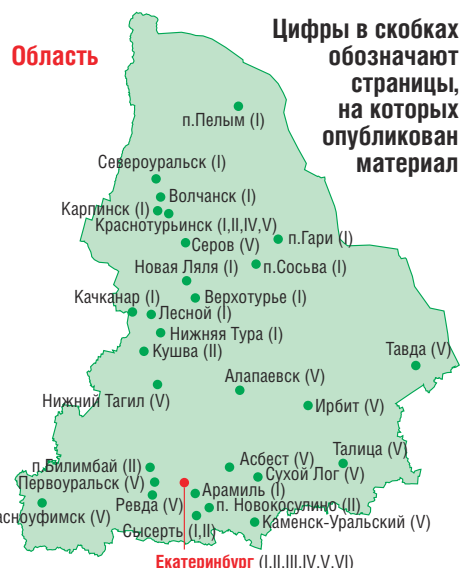 Область
Цифры в скобках
обозначают
страницы,
на которых
опубликован
материал
п.Пелым (I)
Североуральск (I)
Волчанск (I)
Карпинск (I)
Краснотурьинск (I,II,IV,V)
п.Гари (I)
Серов (V)
Новая Ляля (I)
п.Сосьва (I)
Качканар (I)
Верхотурье (I)
Лесной (I)
Нижняя Тура (I)
Кушва (II)
Тавда (V)
Алапаевск (V)
Нижний Тагил (V)
Ирбит (V)
Талица (V)
Асбест (V)
п.Билимбай (II)
Сухой Лог (V)
Первоуральск (V)
Арамиль (I)
Ревда (V)
п. Новокосулино (II)
асноуфимск (V)
Каменск-Уральский (V)
Сысерть (I,II)
Екатеринбург (I,II,III,IV,V,VI)